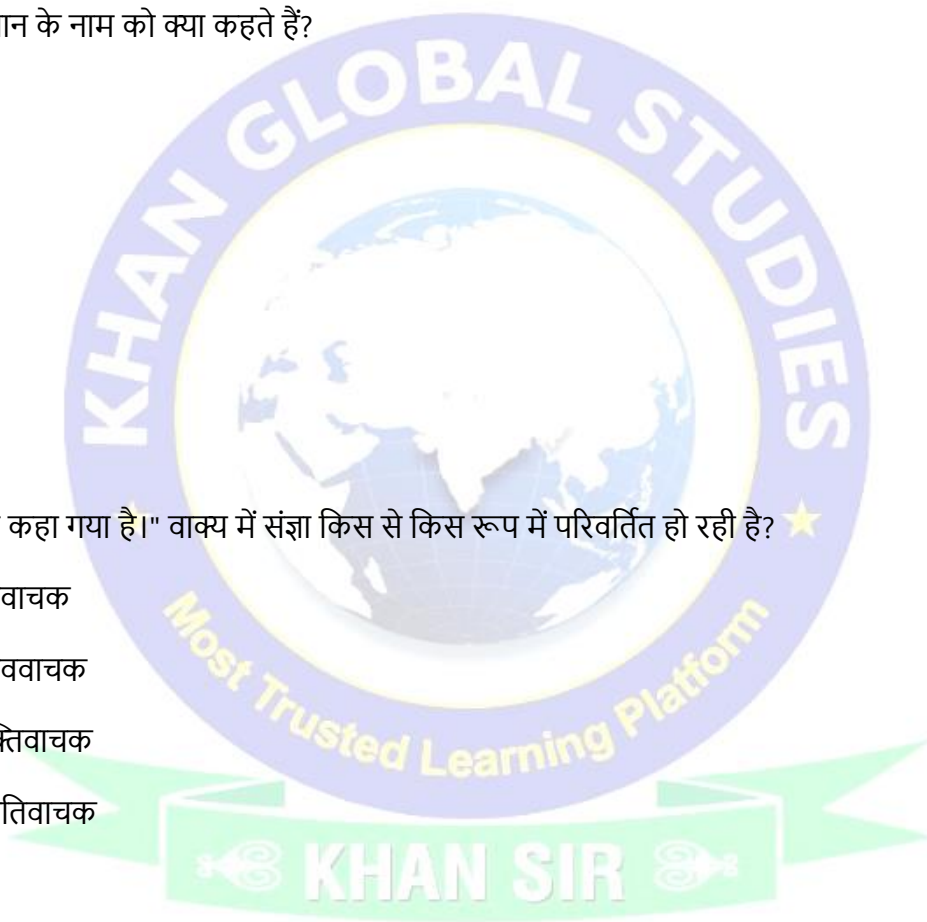 ान के नाम को क्या कहते हैं?
KHAN GLOBAL STUDIES
कहा गया है।" वाक्य में संज्ञा किस से किस रूप में परिवर्तित हो रही है?
वाचक
ववाचक
क्तिवाचक
तिवाचक
Most Trusted Learning Platform
KHAN SIR